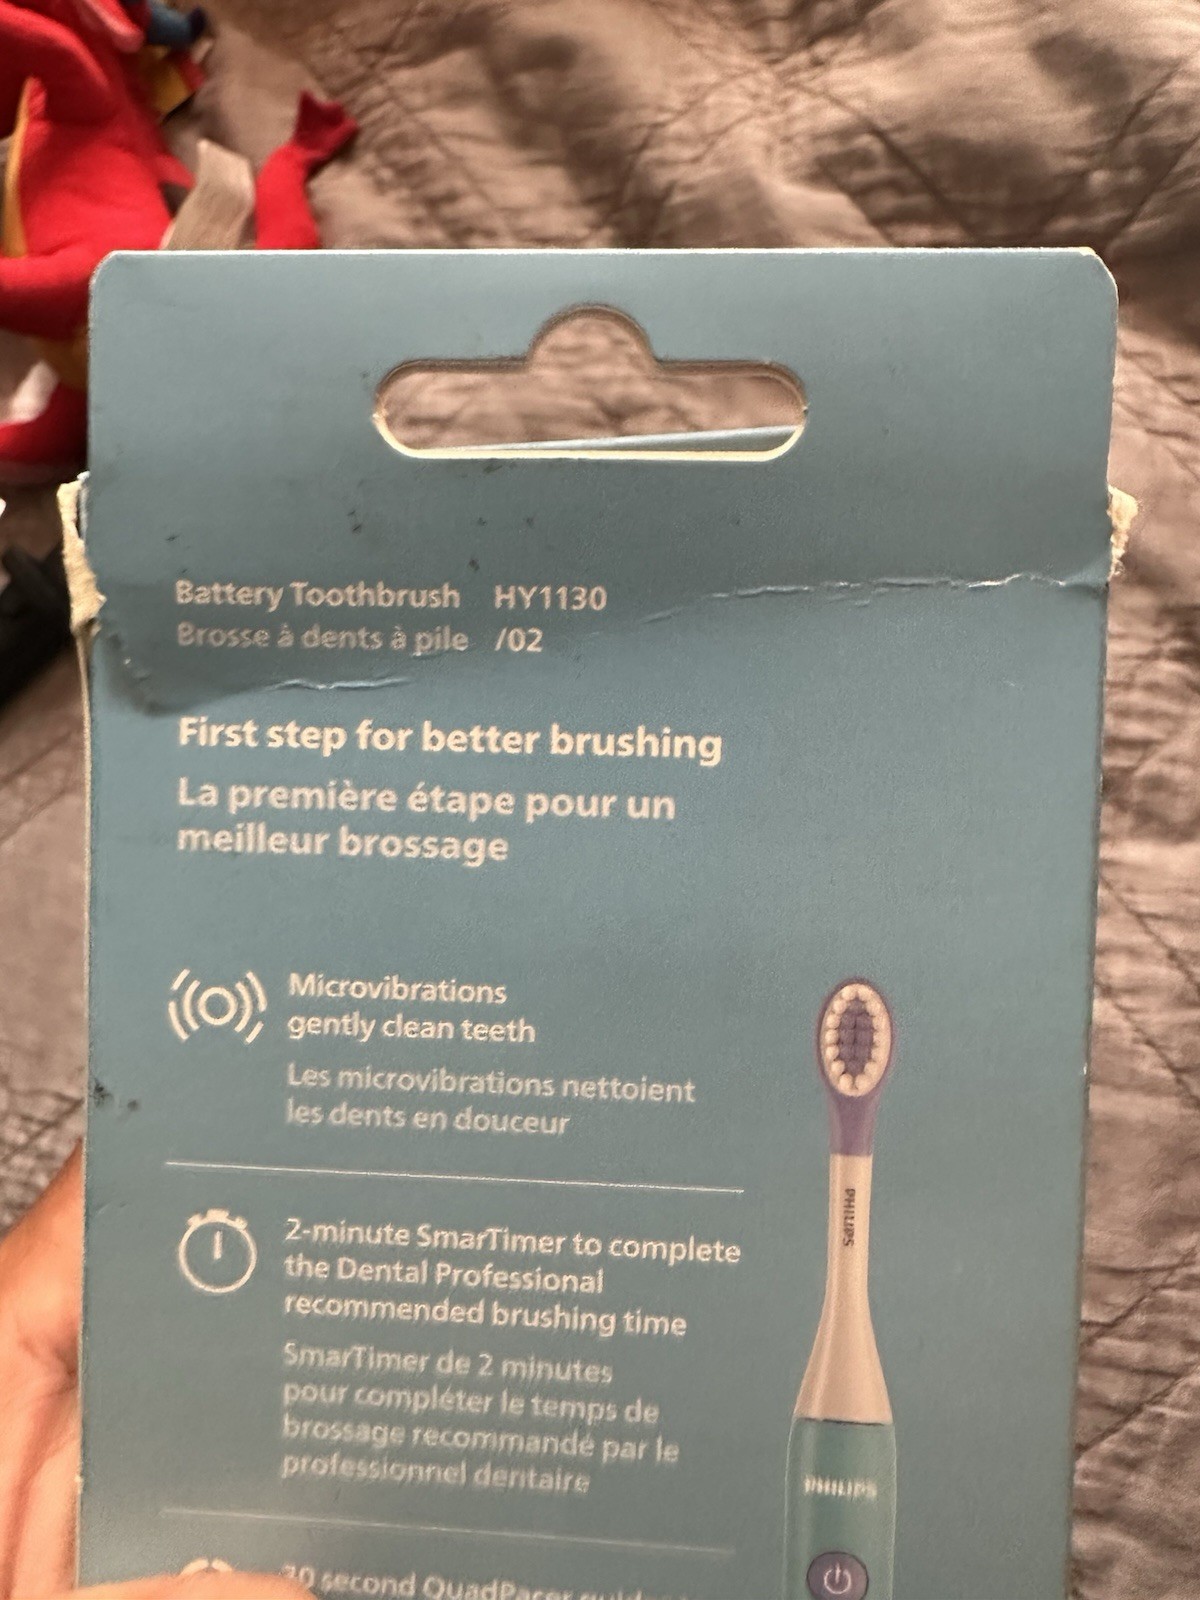 Battery Toothbrush HY1130
Brosse à dents à pile /02
First step for better brushing
La première étape pour un
meilleur brossage
Microvibrations
gently clean teeth
Les microvibrations nettoient
les dents en douceur
2-minute SmarTimer to complete
the Dental Professional
recommended brushing time
SmarTimer de 2 minutes
pour compléter le temps de
brossage recommandé par le
professionnel dentaire
second QuadPacer
PHILIPS
PHILIPS